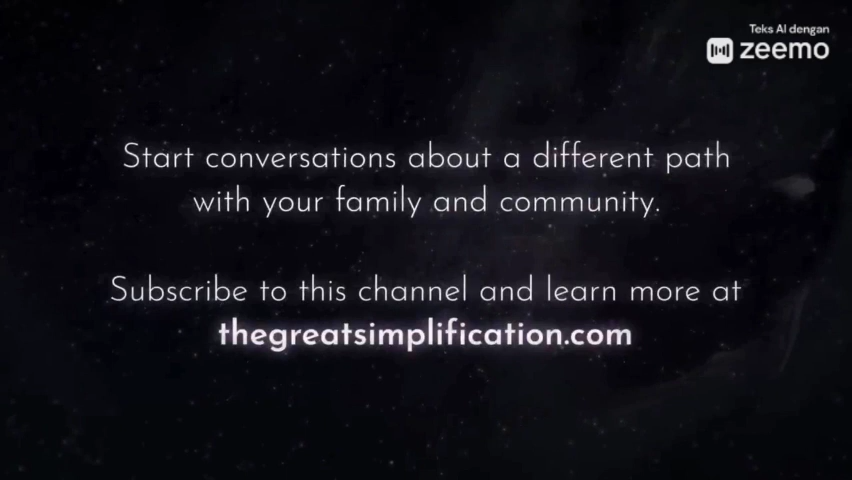 Teks AI dengan
zeemo
Start conversations about a different path
with your family and community.
Subscribe to this channel and learn more at
thegreatsimplification.com